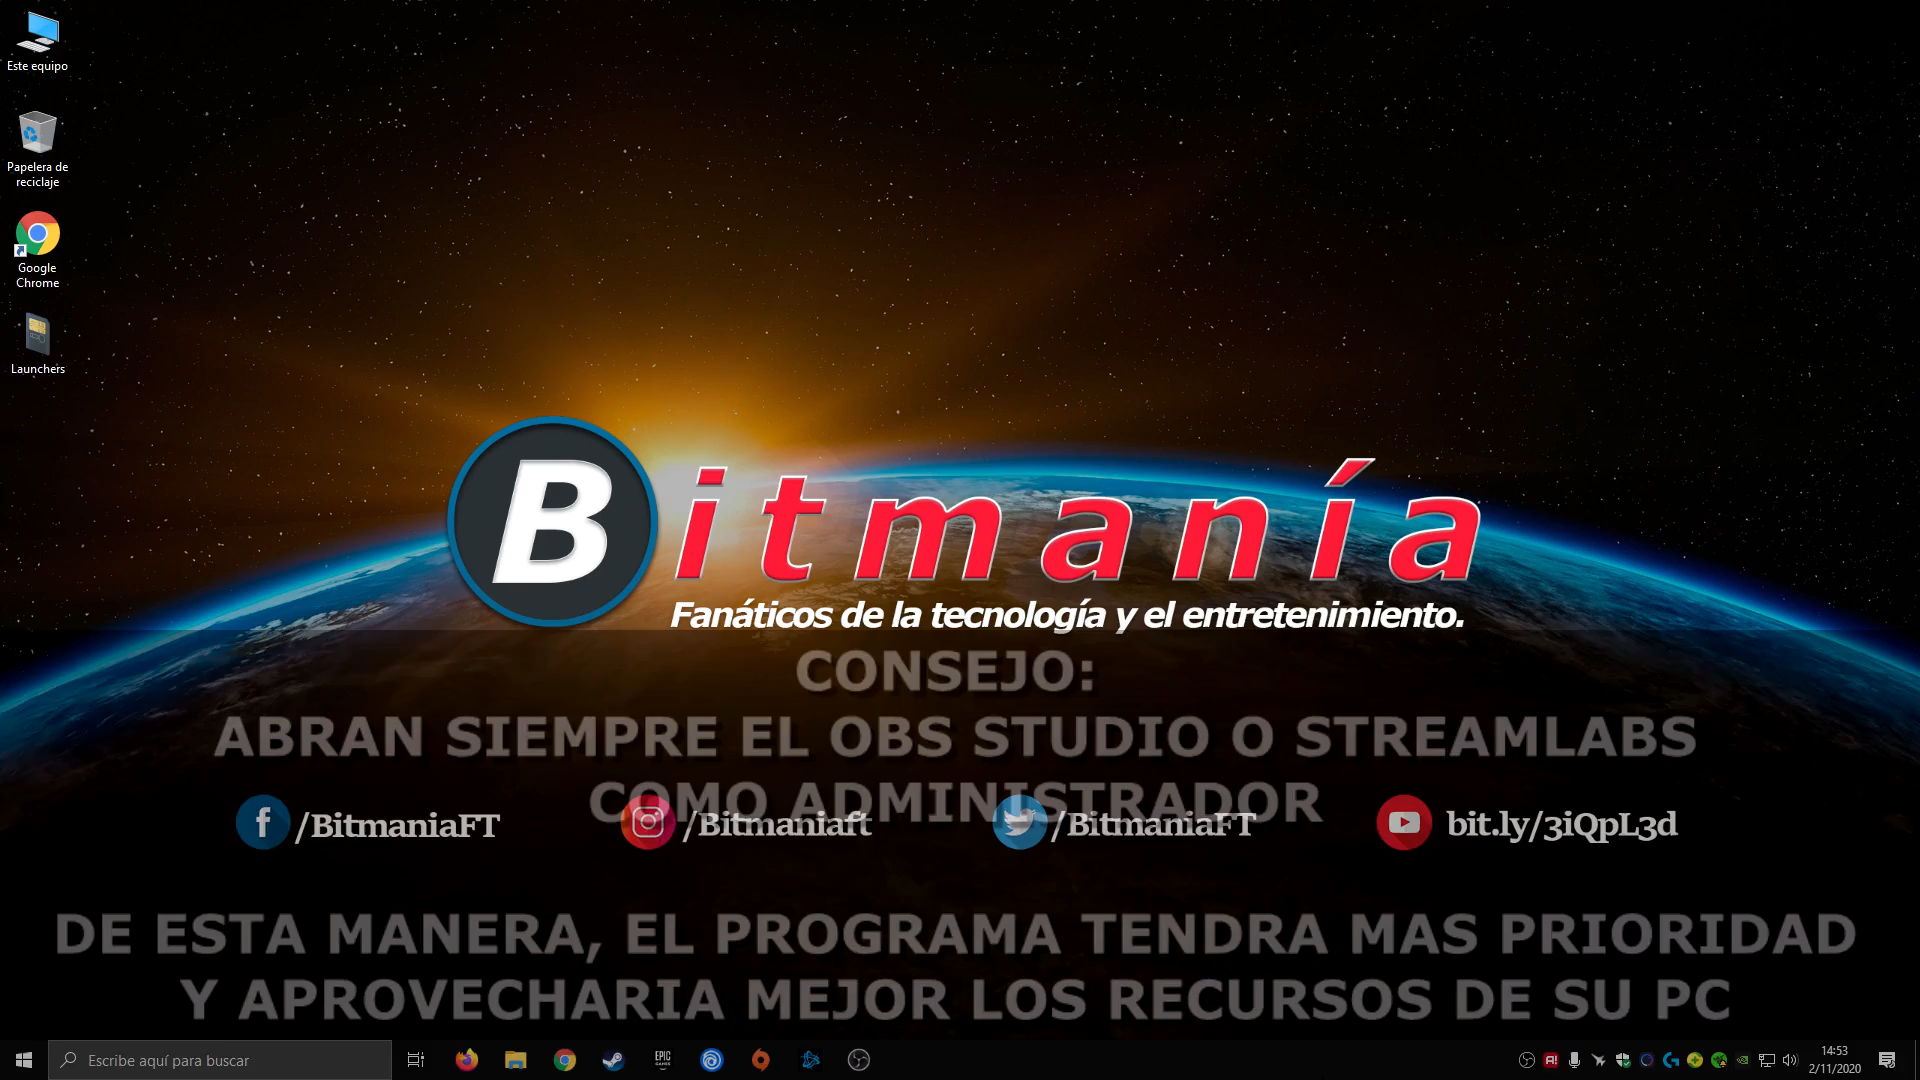 Este equipo
Papelera de
reciclaje
Google
Chrome
Launchers
Bitmanía
Fanáticos de la tecnología y el entretenimiento.
CONSEJO:
ABRAN SIEMPRE EL OBS STUDIO O STREAMLABS
COMO ADMINISTRADOR
/BitmaniaFT
/Bitmaniaft
/BitmaniaFT
bit.ly/3iQpL3d
DE ESTA MANERA, EL PROGRAMA TENDRA MAS PRIORIDAD
Y APROVECHARIA MEJOR LOS RECURSOS DE SU PC
Escribe aquí para buscar
EPIC
GAMES
14:53
2/11/2020